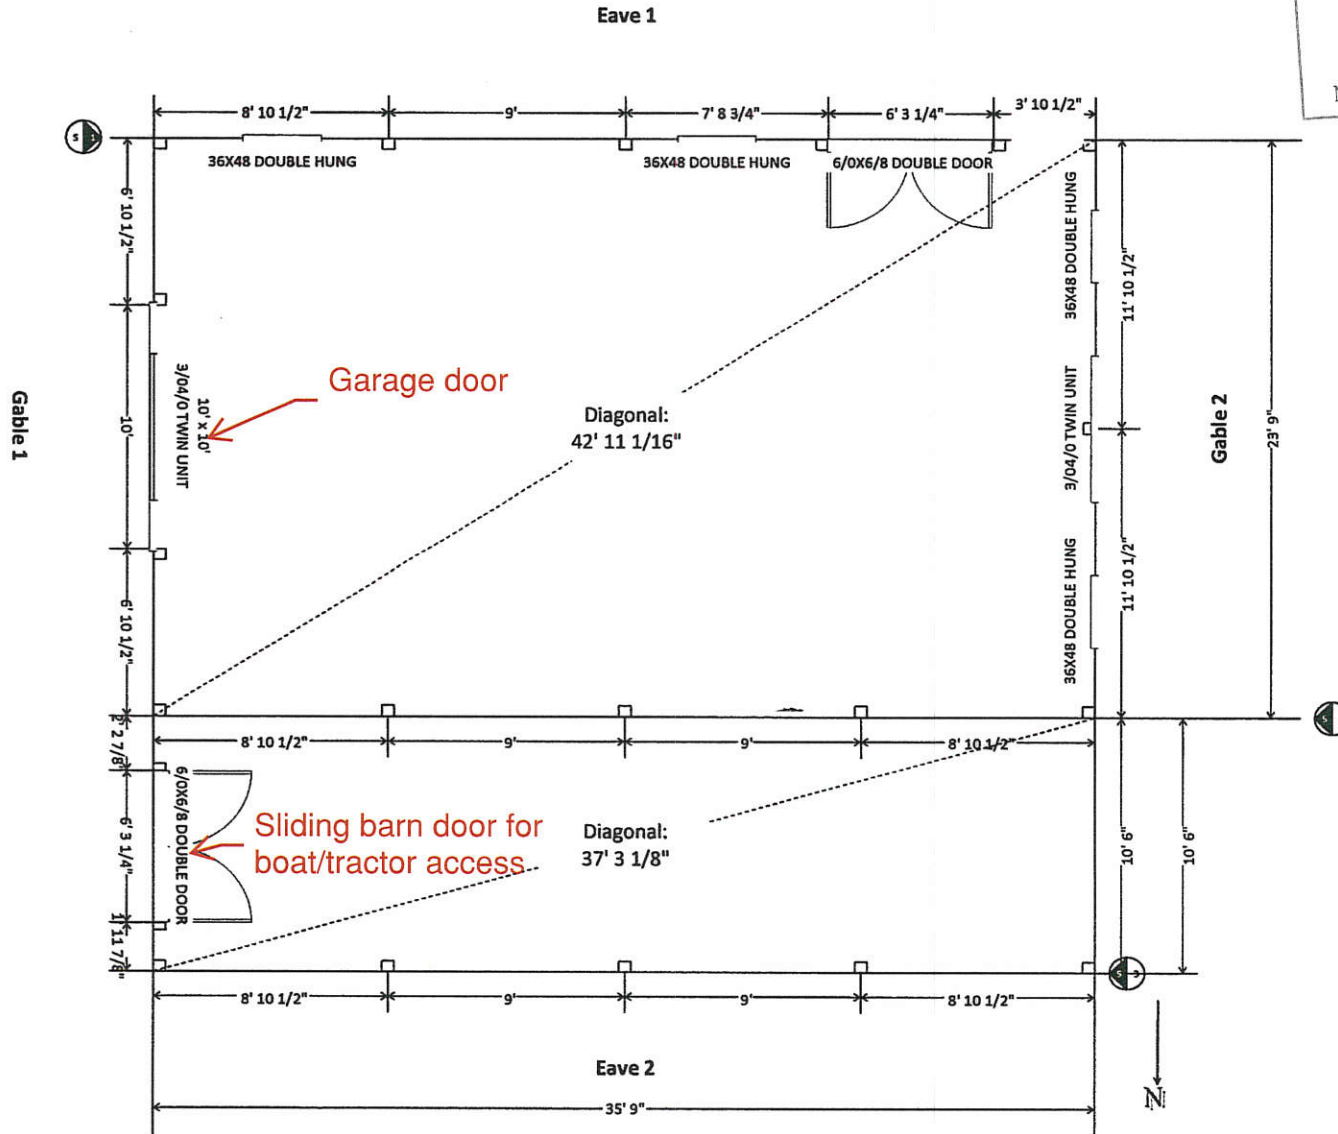 Eave 1
8' 10 1/2"
9'
7' 8 3/4"
6' 3 1/4"
3' 10 1/2"
36X48 DOUBLE HUNG
36X48 DOUBLE HUNG
6/0X6/8 DOUBLE DOOR
6' 10 1/2"
36X48 DOUBLE HUNG
11' 10 1/2"
Gable 1
10'
10' x 10'
3/04/0 TWIN UNIT
Garage door
Diagonal:
42' 11 1/16"
3/04/0 TWIN UNIT
Gable 2
23' 9"
6' 10 1/2"
36X48 DOUBLE HUNG
11' 10 1/2"
2' 2 7/8"
8' 10 1/2"
9'
9'
8' 10 1/2"
6' 3 1/4"
6/0X6/8 DOUBLE DOOR
Sliding barn door for
boat/tractor access
Diagonal:
37' 3 1/8"
10' 6"
10' 6"
1' 11 7/8"
8' 10 1/2"
9'
9'
8' 10 1/2"
Eave 2
35' 9"
N